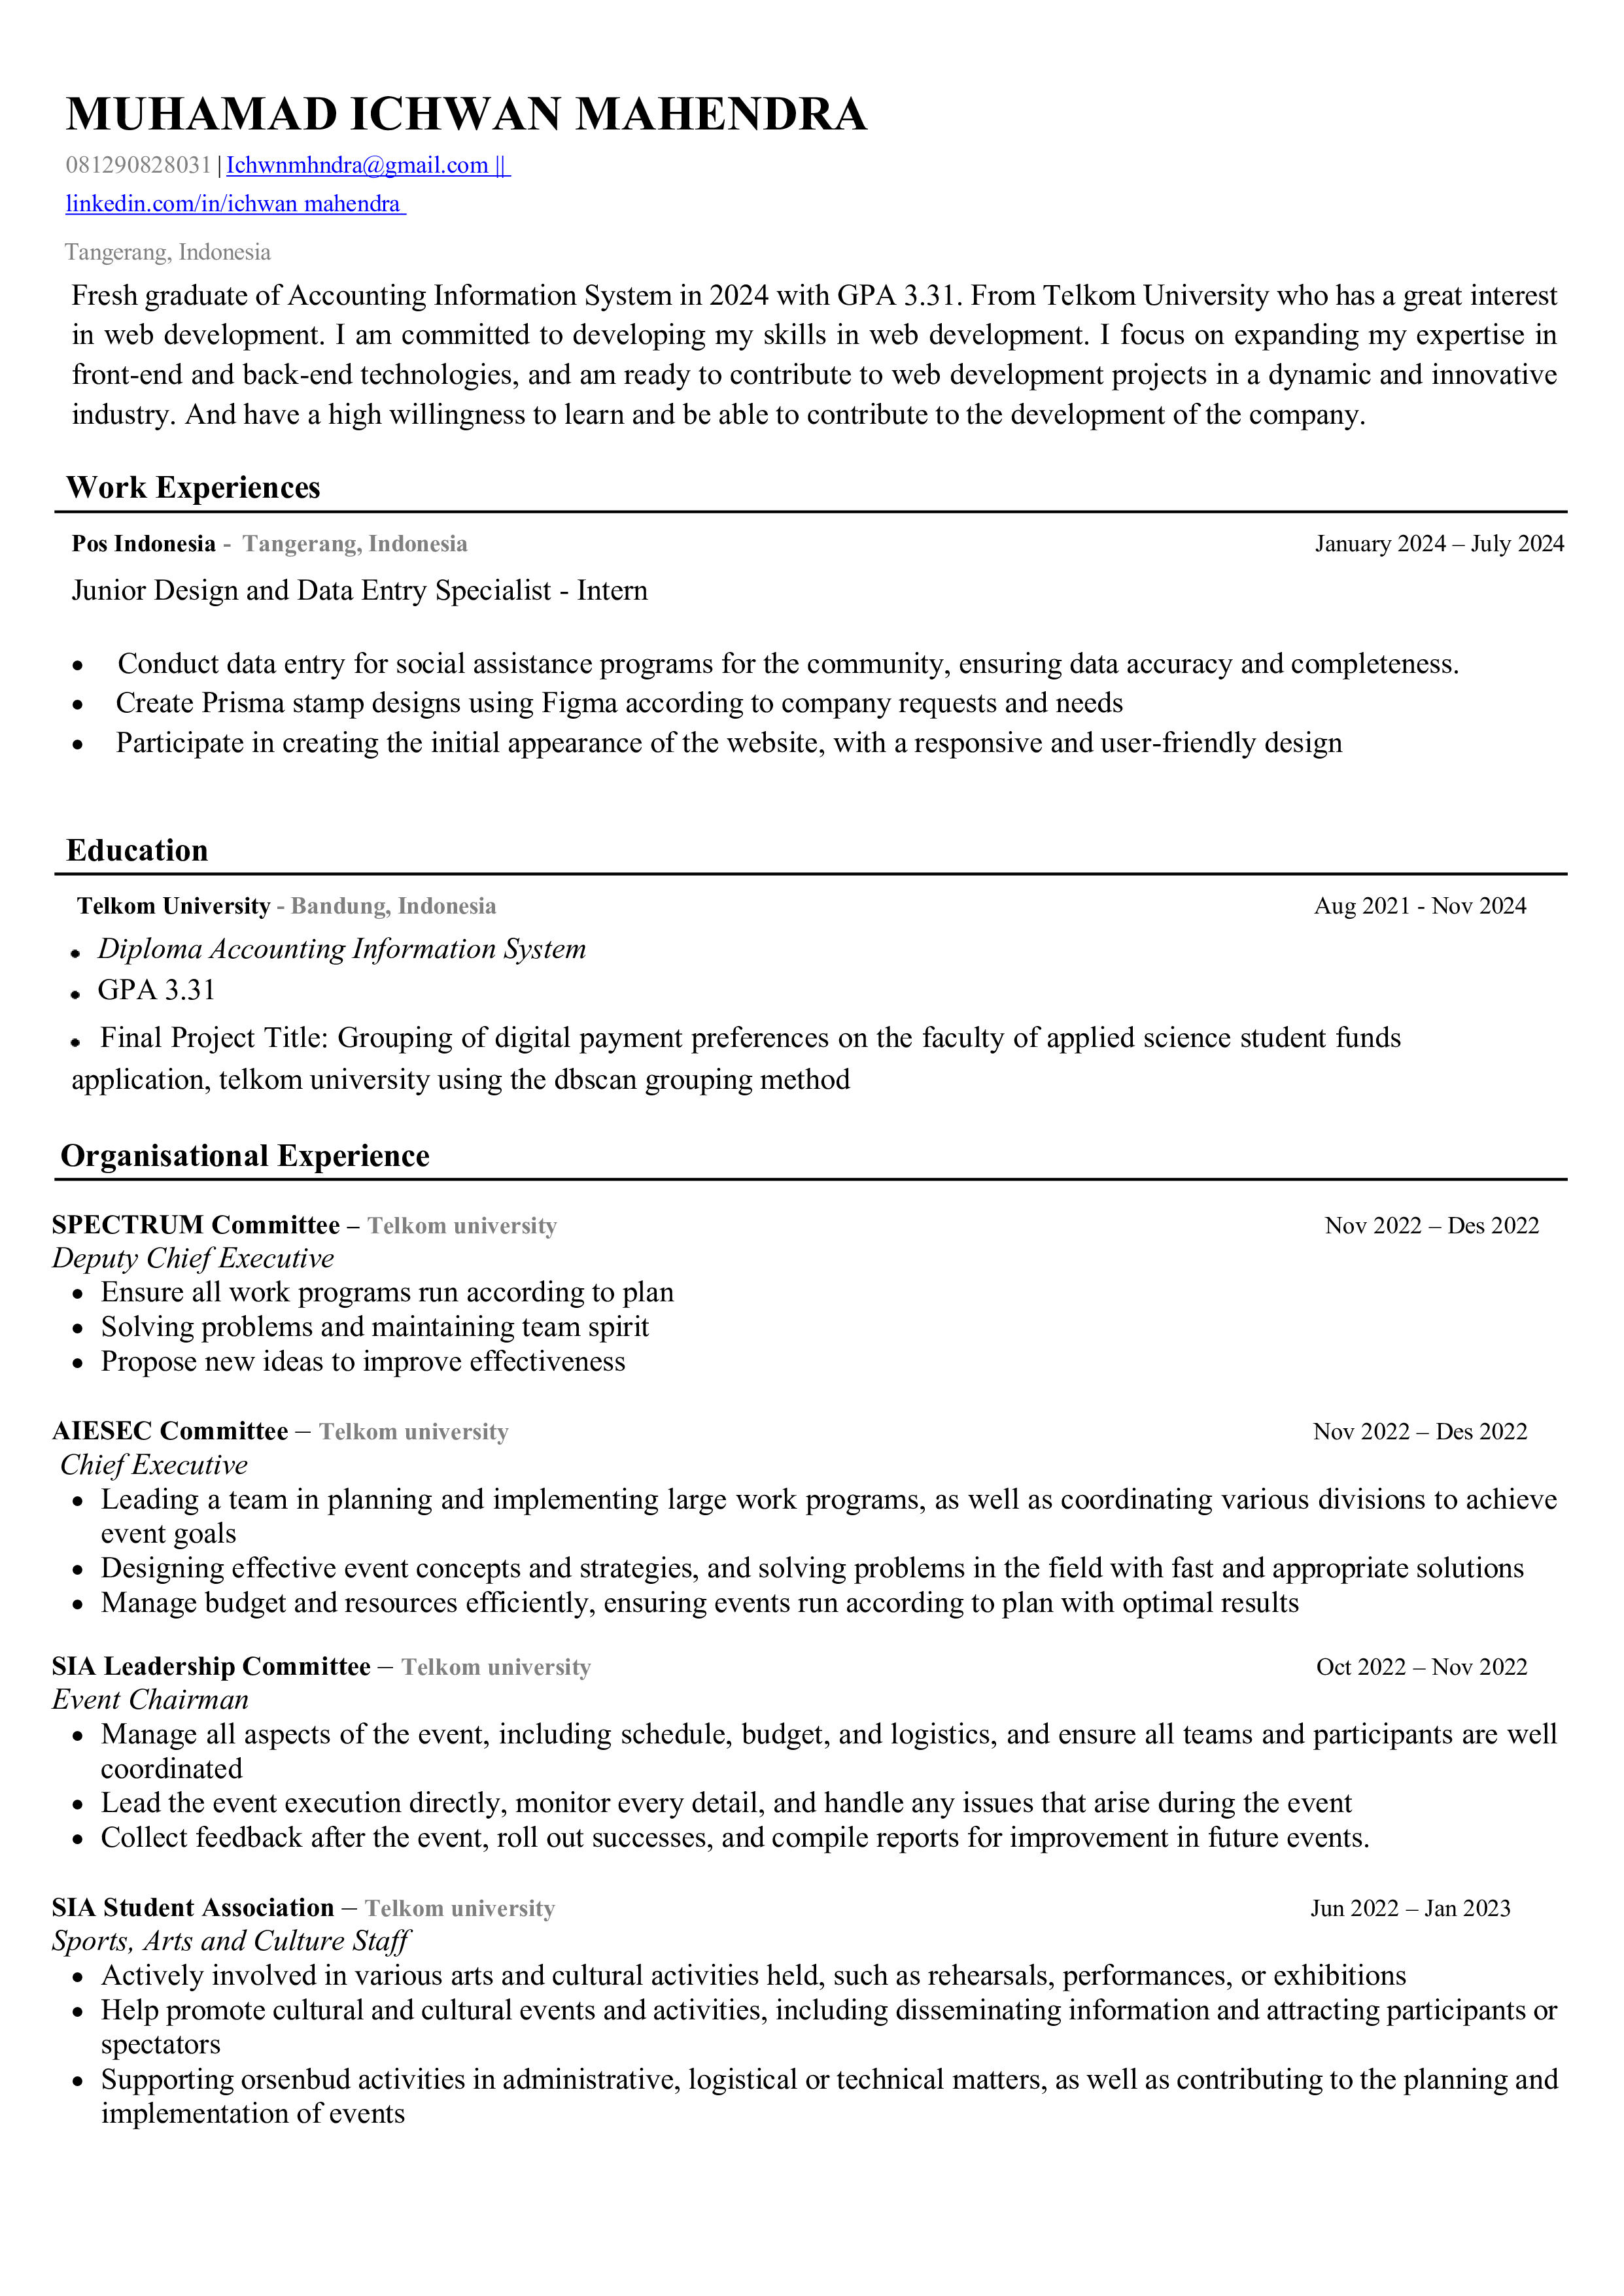 MUHAMAD ICHWAN MAHENDRA
081290828031 | Ichwnmhndra@gmail.com ||
linkedin.com/in/ichwan mahendra
Tangerang, Indonesia
Fresh graduate of Accounting Information System in 2024 with GPA 3.31. From Telkom University who has a great interest
in web development. I am committed to developing my skills in web development. I focus on expanding my expertise in
front-end and back-end technologies, and am ready to contribute to web development projects in a dynamic and innovative
industry. And have a high willingness to learn and be able to contribute to the development of the company.
Work Experiences
Pos Indonesia - Tangerang, Indonesia January 2024 – July 2024
Junior Design and Data Entry Specialist - Intern
• Conduct data entry for social assistance programs for the community, ensuring data accuracy and completeness.
• Create Prisma stamp designs using Figma according to company requests and needs
• Participate in creating the initial appearance of the website, with a responsive and user-friendly design
Education
Telkom University - Bandung, Indonesia Aug 2021 - Nov 2024
• Diploma Accounting Information System
• GPA 3.31
• Final Project Title: Grouping of digital payment preferences on the faculty of applied science student funds
application, telkom university using the dbscan grouping method
Organisational Experience
SPECTRUM Committee – Telkom university Nov 2022 – Des 2022
Deputy Chief Executive
• Ensure all work programs run according to plan
• Solving problems and maintaining team spirit
• Propose new ideas to improve effectiveness
AIESEC Committee – Telkom university Nov 2022 – Des 2022
Chief Executive
• Leading a team in planning and implementing large work programs, as well as coordinating various divisions to achieve
event goals
• Designing effective event concepts and strategies, and solving problems in the field with fast and appropriate solutions
• Manage budget and resources efficiently, ensuring events run according to plan with optimal results
SIA Leadership Committee – Telkom university Oct 2022 – Nov 2022
Event Chairman
• Manage all aspects of the event, including schedule, budget, and logistics, and ensure all teams and participants are well
coordinated
• Lead the event execution directly, monitor every detail, and handle any issues that arise during the event
• Collect feedback after the event, roll out successes, and compile reports for improvement in future events.
SIA Student Association – Telkom university Jun 2022 – Jan 2023
Sports, Arts and Culture Staff
• Actively involved in various arts and cultural activities held, such as rehearsals, performances, or exhibitions
• Help promote cultural and cultural events and activities, including disseminating information and attracting participants or
spectators
• Supporting orsenbud activities in administrative, logistical or technical matters, as well as contributing to the planning and
implementation of events